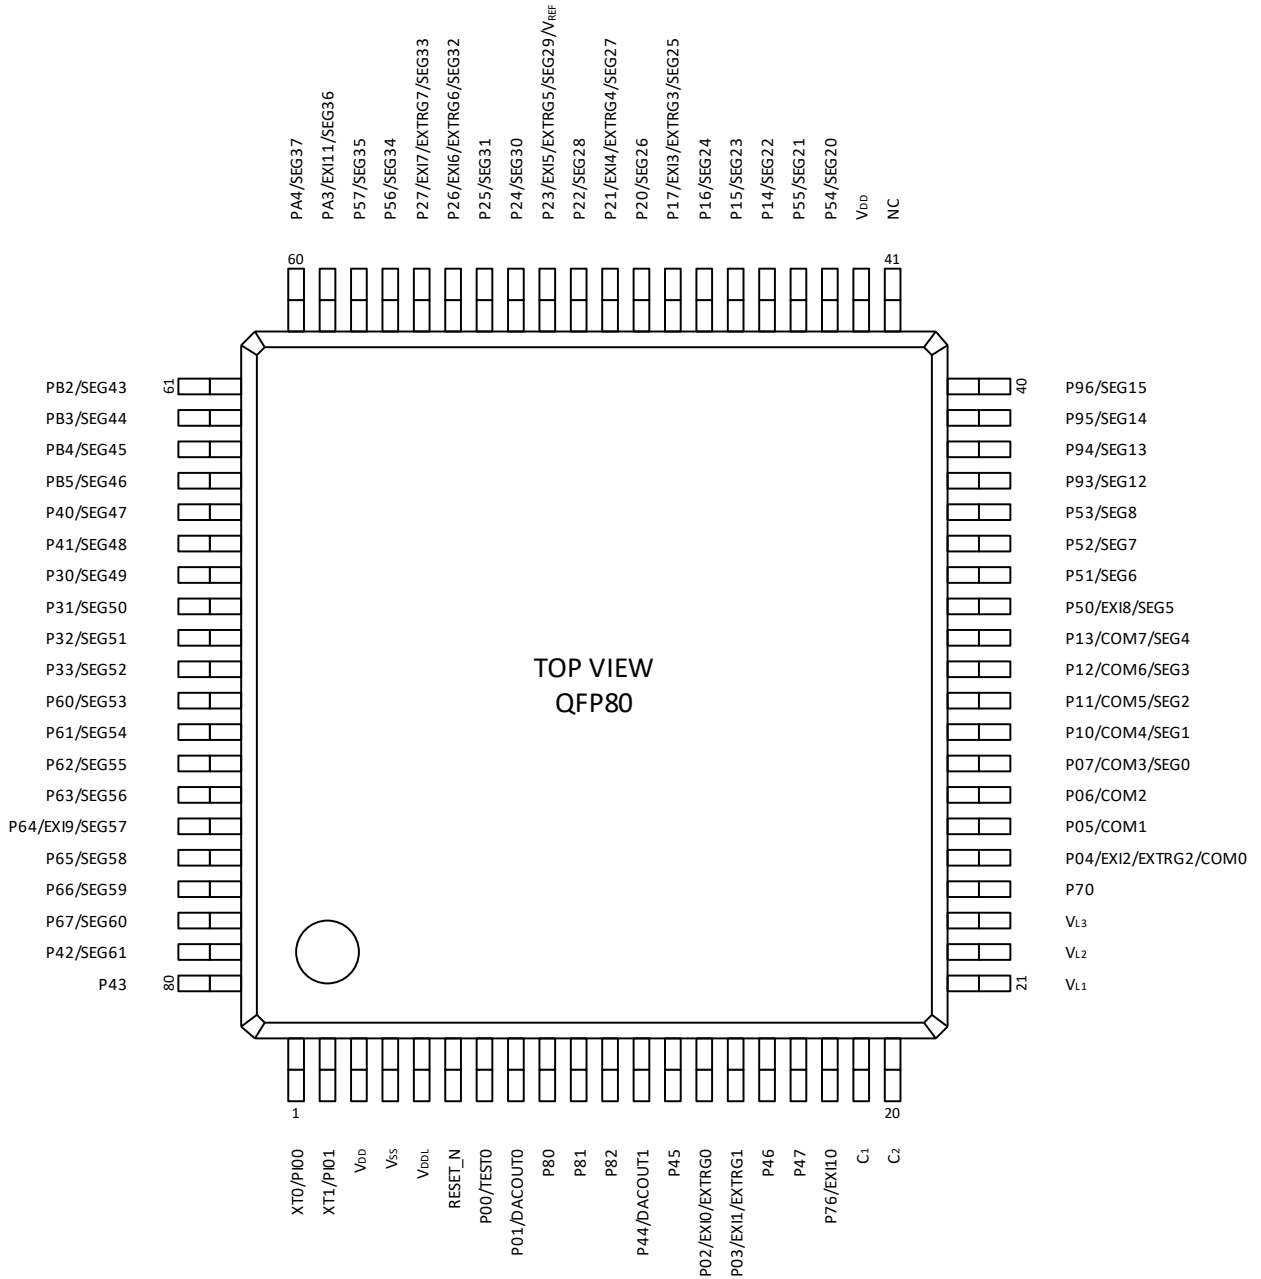 PA4/SEG37
PA3/EXI11/SEG36
P57/SEG35
P56/SEG34
P27/EXI7/EXTRG7/SEG33
P26/EXI6/EXTRG6/SEG32
P25/SEG31
P24/SEG30
P23/EXI5/EXTRG5/SEG29/VREF
P22/SEG28
P21/EXI4/EXTRG4/SEG27
P20/SEG26
P17/EXI3/EXTRG3/SEG25
P16/SEG24
P15/SEG23
P14/SEG22
P55/SEG21
P54/SEG20
VDD
NC
60
41
PB2/SEG43
61
PB3/SEG44
PB4/SEG45
PB5/SEG46
P40/SEG47
P41/SEG48
P30/SEG49
P31/SEG50
P32/SEG51
P33/SEG52
P60/SEG53
P61/SEG54
P62/SEG55
P63/SEG56
P64/EXI9/SEG57
P65/SEG58
P66/SEG59
P67/SEG60
P42/SEG61
P43
80
TOP VIEW
QFP80
40
P96/SEG15
P95/SEG14
P94/SEG13
P93/SEG12
P53/SEG8
P52/SEG7
P51/SEG6
P50/EXI8/SEG5
P13/COM7/SEG4
P12/COM6/SEG3
P11/COM5/SEG2
P10/COM4/SEG1
P07/COM3/SEG0
P06/COM2
P05/COM1
P04/EXI2/EXTRG2/COM0
P70
VL3
VL2
21
VL1
1
20
XT0/PI00
XT1/PI01
VDD
VSS
VDDL
RESET_N
P00/TEST0
P01/DACOUT0
P80
P81
P82
P44/DACOUT1
P45
P02/EXI0/EXTRG0
P03/EXI1/EXTRG1
P46
P47
P76/EXI10
C1
C2